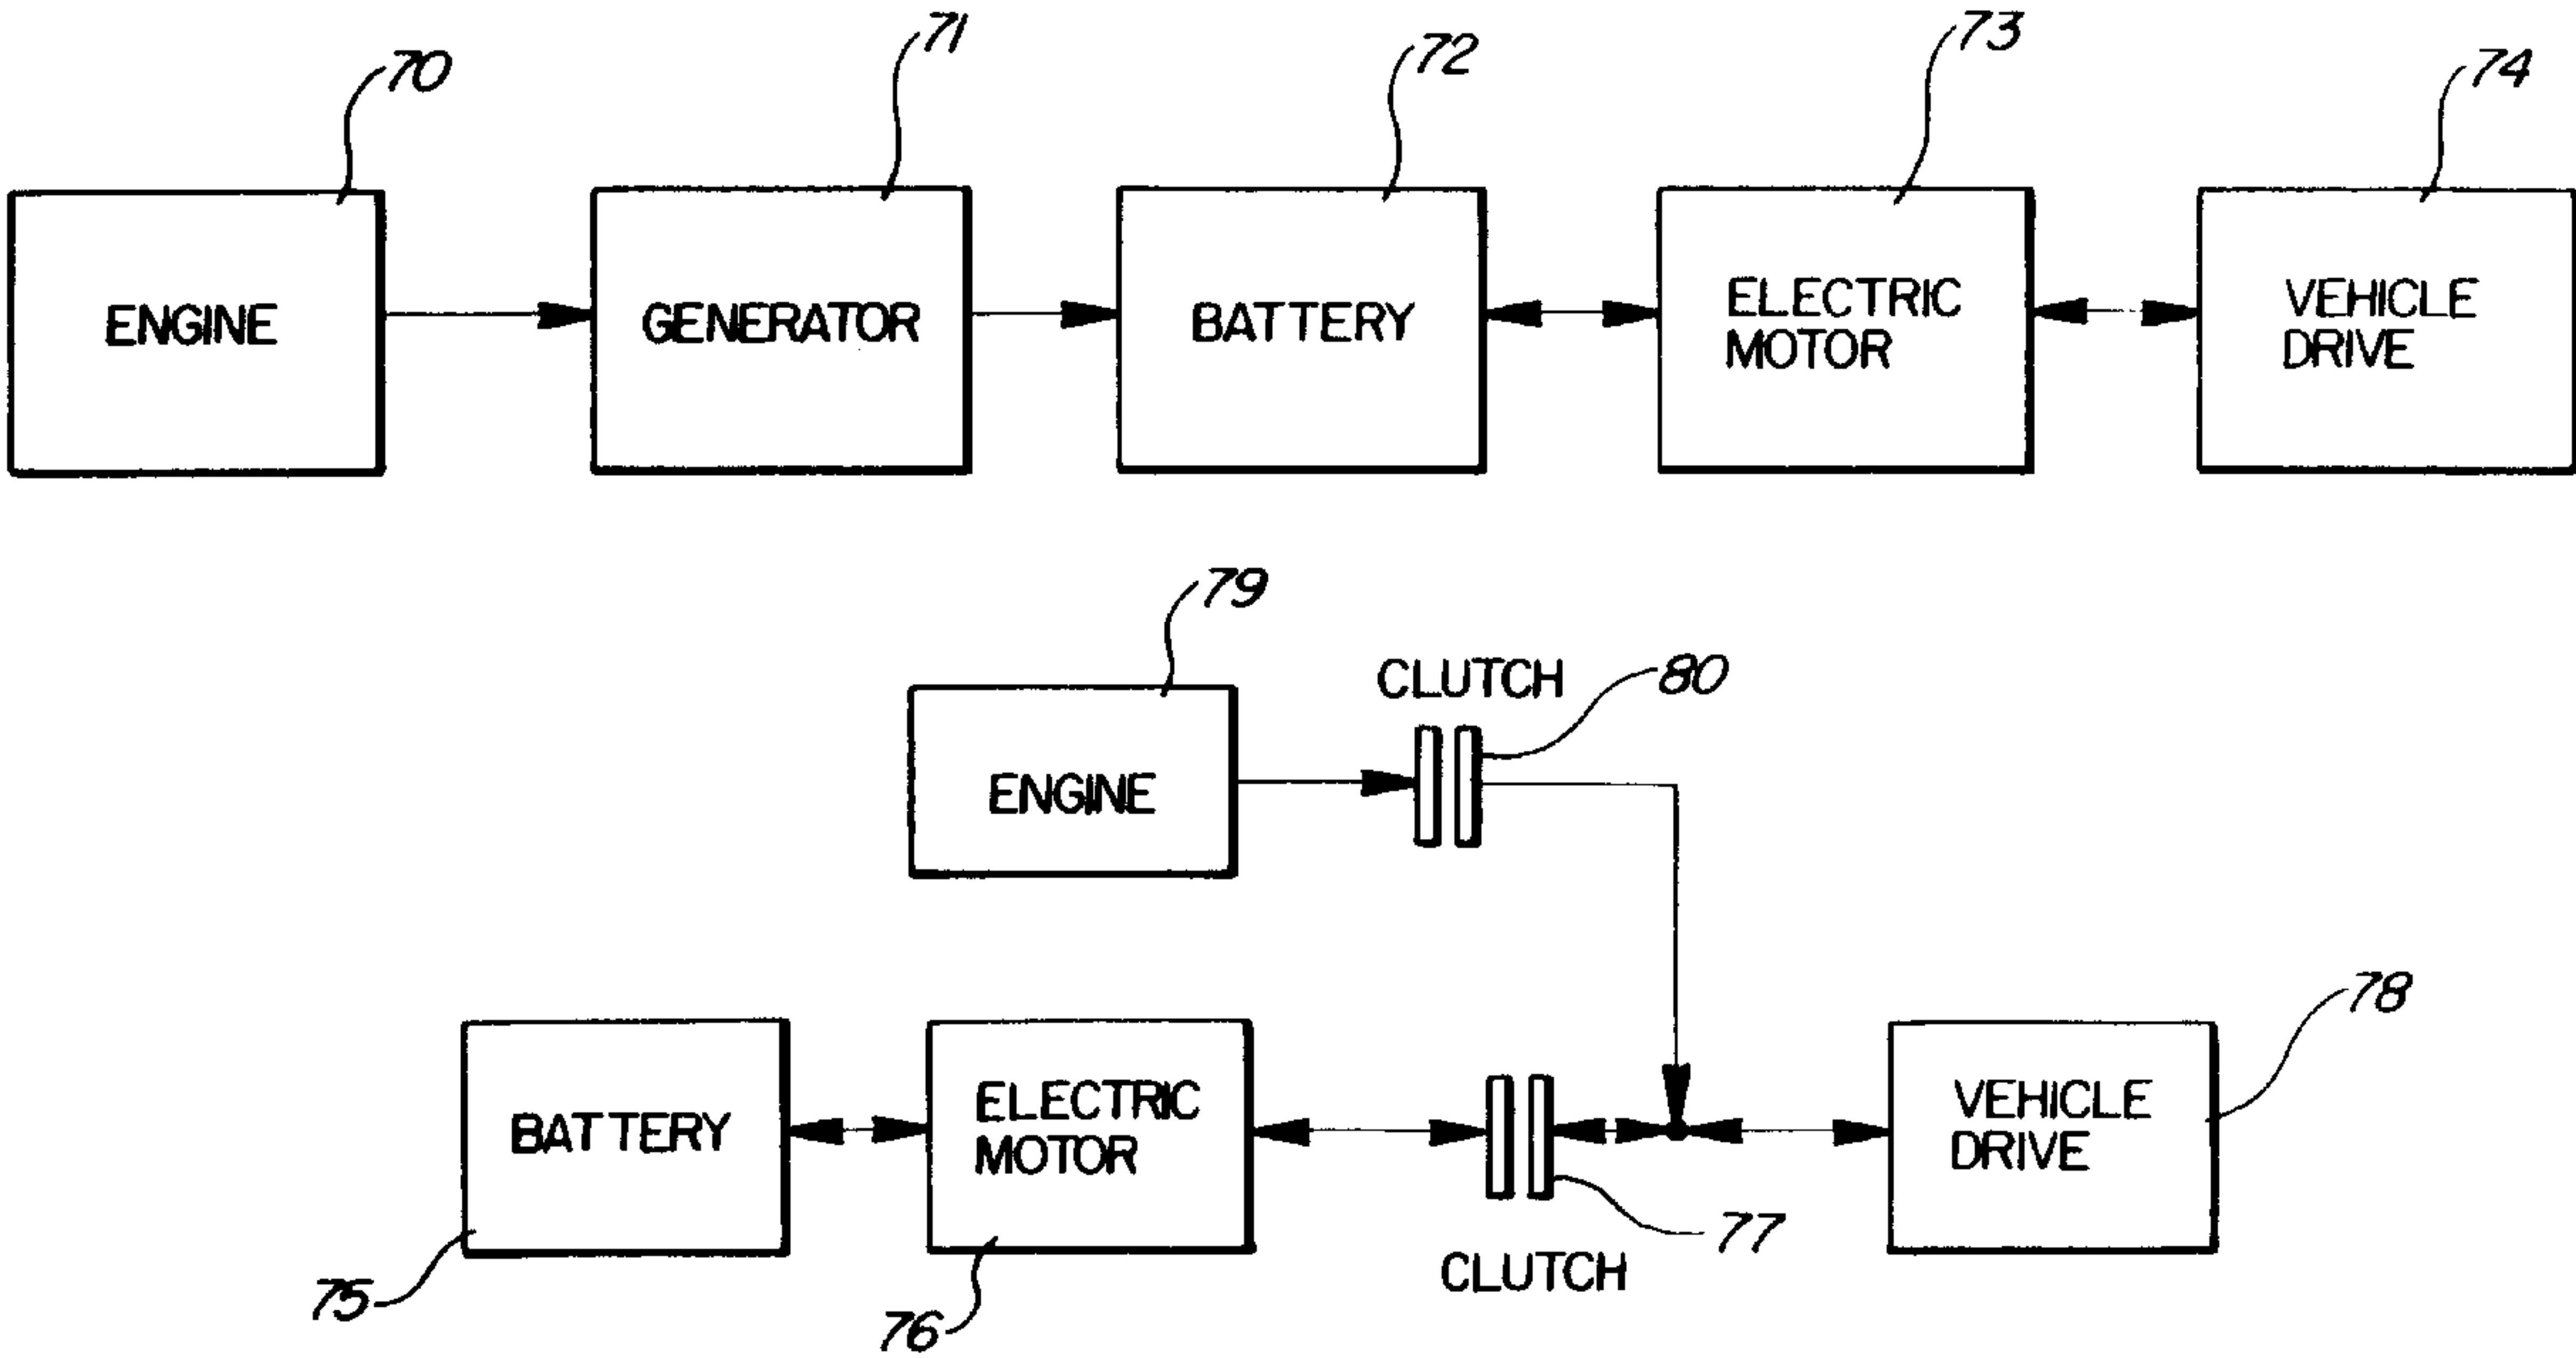 70
71
72
73
74
ENGINE
GENERATOR
BATTERY
ELECTRIC
MOTOR
VEHICLE
DRIVE
79
CLUTCH
80
ENGINE
78
BATTERY
ELECTRIC
MOTOR
VEHICLE
DRIVE
77
CLUTCH
75
76